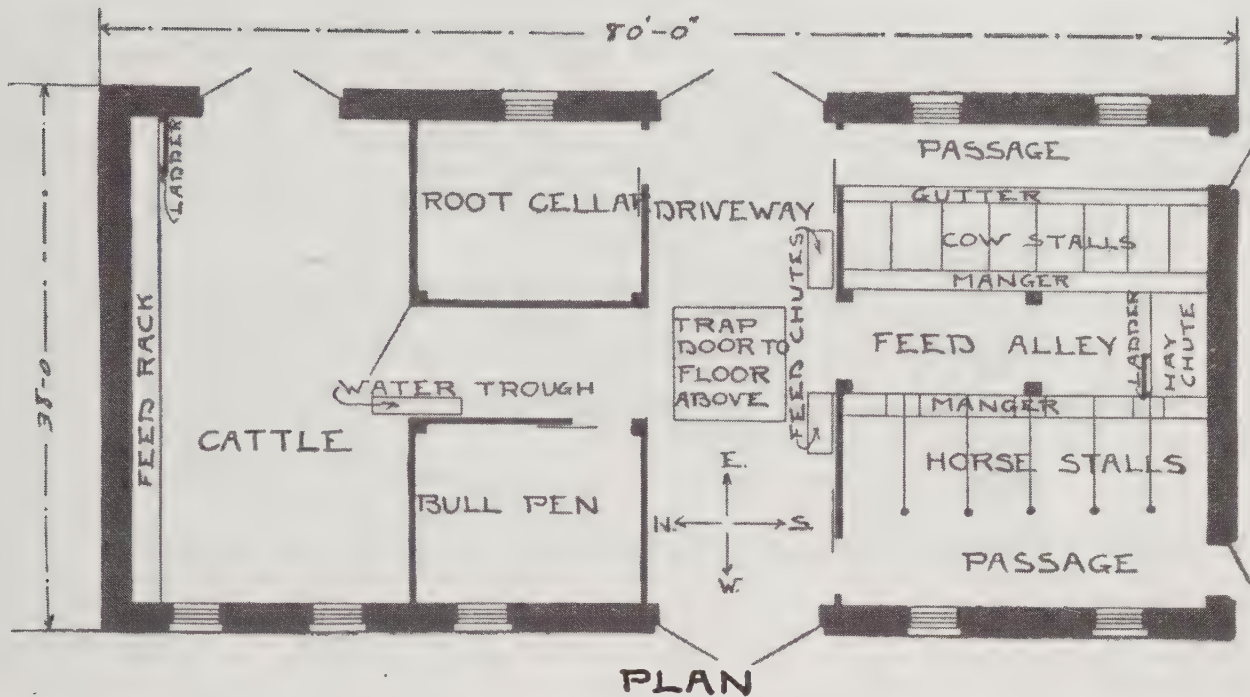 80'-0"
38-0
LADDER
FEED RACK
CATTLE
ROOT CELLAR
WATER TROUGH
BULL PEN
DRIVEWAY
TRAP
DOOR TO
FLOOR
ABOVE
FEED CHUTES
E.
N.
S.
W.
PASSAGE
GUTTER
COW STALLS
MANGER
FEED ALLEY
LADDER
HAY
CHUTE
MANGER
HORSE STALLS
PASSAGE
PLAN